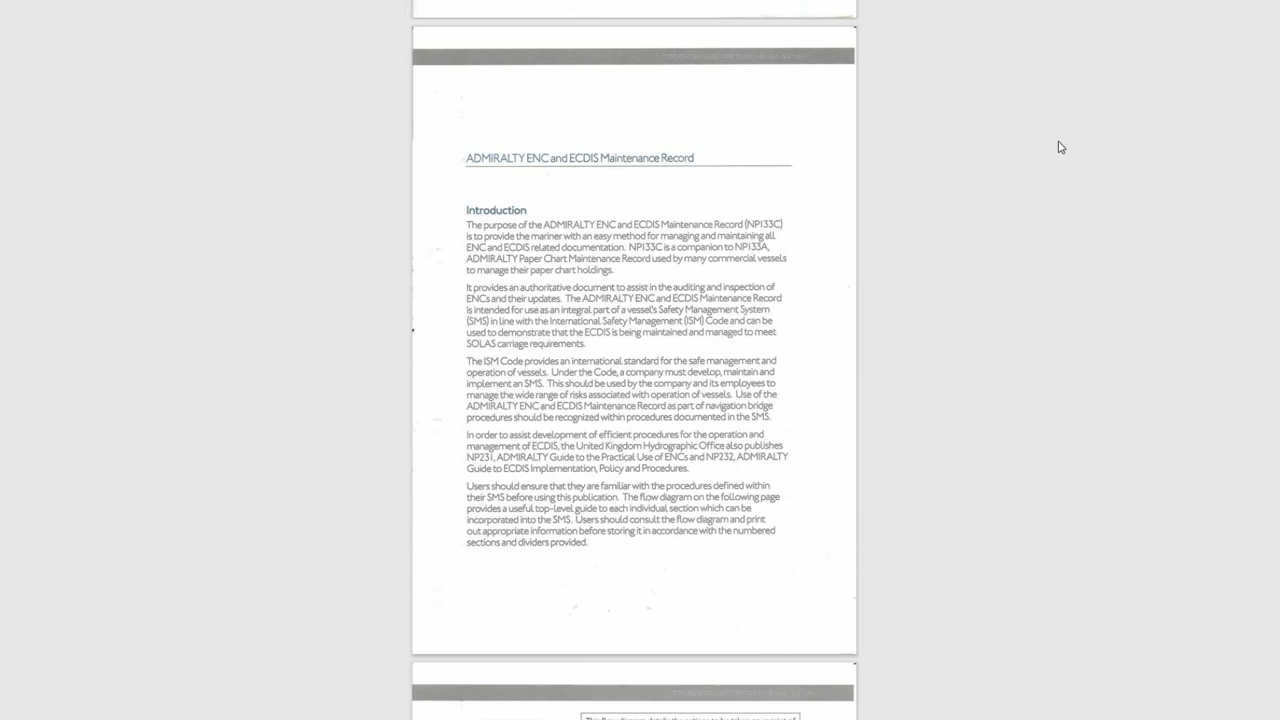 ADMIRALTY ENC and ECDIS Maintenance Record
Introduction
The purpose of the ADMIRALTY ENC and ECDIS Maintenance Record (NP133C)
is to provide the mariner with an easy method for managing and maintaining all
ENC and ECDIS related documentation. NP133C is a companion to NP133A,
ADMIRALTY Paper Chart Maintenance Record used by many commercial vessels
to manage their paper chart holdings.
It provides an authoritative document to assist in the auditing and inspection of
ENCs and their updates. The ADMIRALTY ENC and ECDIS Maintenance Record
is intended for use as an integral part of a vessel's Safety Management System
(SMS) in line with the International Safety Management (ISM) Code and can be
used to demonstrate that the ECDIS is being maintained and managed to meet
SOLAS carriage requirements.
The ISM Code provides an international standard for the safe management and
operation of vessels. Under the Code, a company must develop, maintain and
implement an SMS. This should be used by the company and its employees to
manage the wide range of risks associated with operation of vessels. Use of the
ADMIRALTY ENC and ECDIS Maintenance Record as part of navigation bridge
procedures should be recognized within procedures documented in the SMS.
In order to assist development of efficient procedures for the operation and
management of ECDIS, the United Kingdom Hydrographic Office also publishes
NP231, ADMIRALTY Guide to the Practical Use of ENCs and NP232, ADMIRALTY
Guide to ECDIS Implementation, Policy and Procedures.
Users should ensure that they are familiar with the procedures defined within
their SMS before using this publication. The flow diagram on the following page
provides a useful top-level guide to each individual section which can be
incorporated into the SMS. Users should consult the flow diagram and print
out appropriate information before storing it in accordance with the numbered
sections and dividers provided.
This flow diagram details the actions to be taken on receipt of